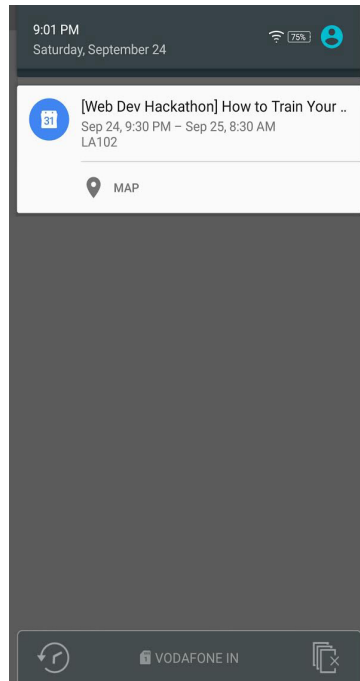 9:01 PM
75%
Saturday, September 24
31
[Web Dev Hackathon] How to Train Your ..
Sep 24, 9:30 PM – Sep 25, 8:30 AM
LA102
MAP
VODAFONE IN